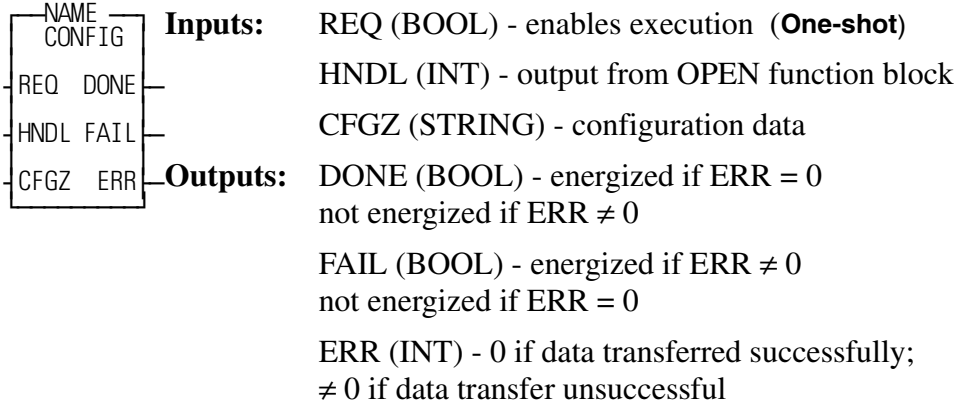 NAME
CONFIG
REQ DONE
HNDL FAIL
CFGZ ERR
Inputs: REQ (BOOL) - enables execution (One-shot)
HNDL (INT) - output from OPEN function block
CFGZ (STRING) - configuration data
Outputs: DONE (BOOL) - energized if ERR = 0
not energized if ERR ≠ 0
FAIL (BOOL) - energized if ERR ≠ 0
not energized if ERR = 0
ERR (INT) - 0 if data transferred successfully;
≠ 0 if data transfer unsuccessful